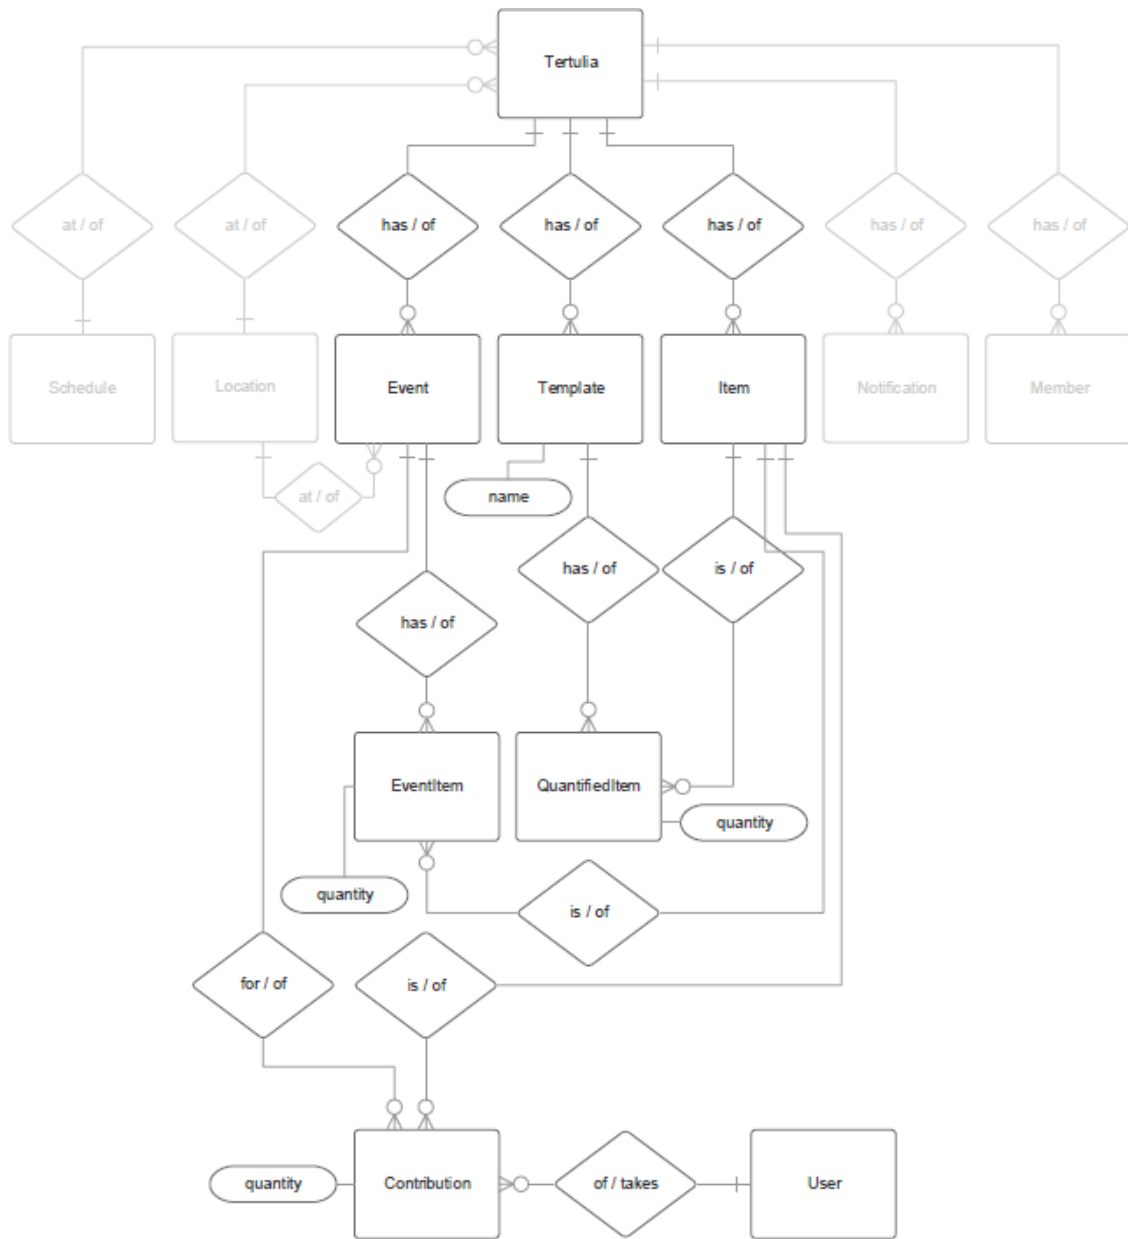 Tertulia
at / of
at / of
has / of
has / of
has / of
has / of
has / of
Schedule
Location
Event
Template
Item
Notification
Member
at / of
name
has / of
is / of
has / of
EventItem
QuantifiedItem
quantity
quantity
is / of
for / of
is / of
quantity
Contribution
of / takes
User